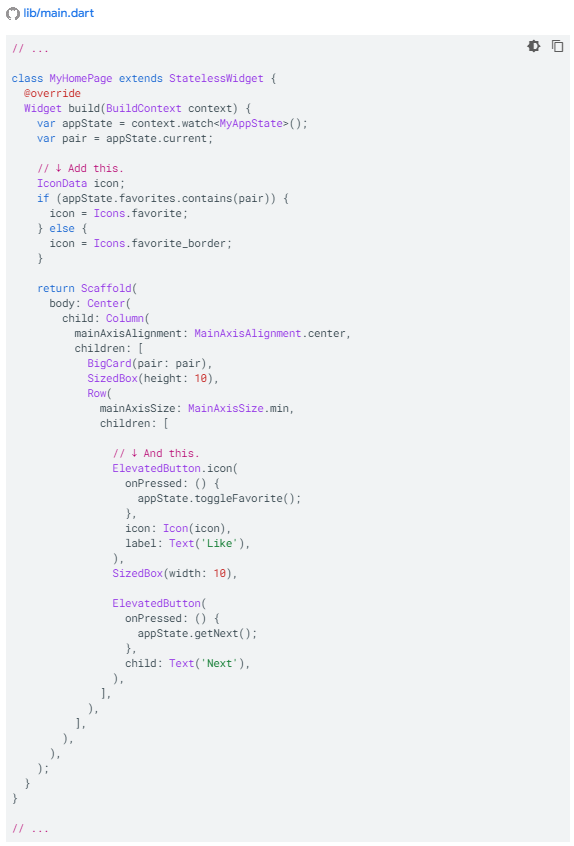 lib/main.dart
// ...
class MyHomePage extends StatelessWidget {
  @override
  Widget build(BuildContext context) {
    var appState = context.watch<MyAppState>();
    var pair = appState.current;

    // ↓ Add this.
    IconData icon;
    if (appState.favorites.contains(pair)) {
      icon = Icons.favorite;
    } else {
      icon = Icons.favorite_border;
    }

    return Scaffold(
      body: Center(
        child: Column(
          mainAxisAlignment: MainAxisAlignment.center,
          children: [
            BigCard(pair: pair),
            SizedBox(height: 10),
            Row(
              mainAxisSize: MainAxisSize.min,
              children: [

                // ↓ And this.
                ElevatedButton.icon(
                  onPressed: () {
                    appState.toggleFavorite();
                  },
                  icon: Icon(icon),
                  label: Text('Like'),
                ),
                SizedBox(width: 10),

                ElevatedButton(
                  onPressed: () {
                    appState.getNext();
                  },
                  child: Text('Next'),
                ),
              ],
            ),
          ],
        ),
      ),
    );
  }
}

// ...